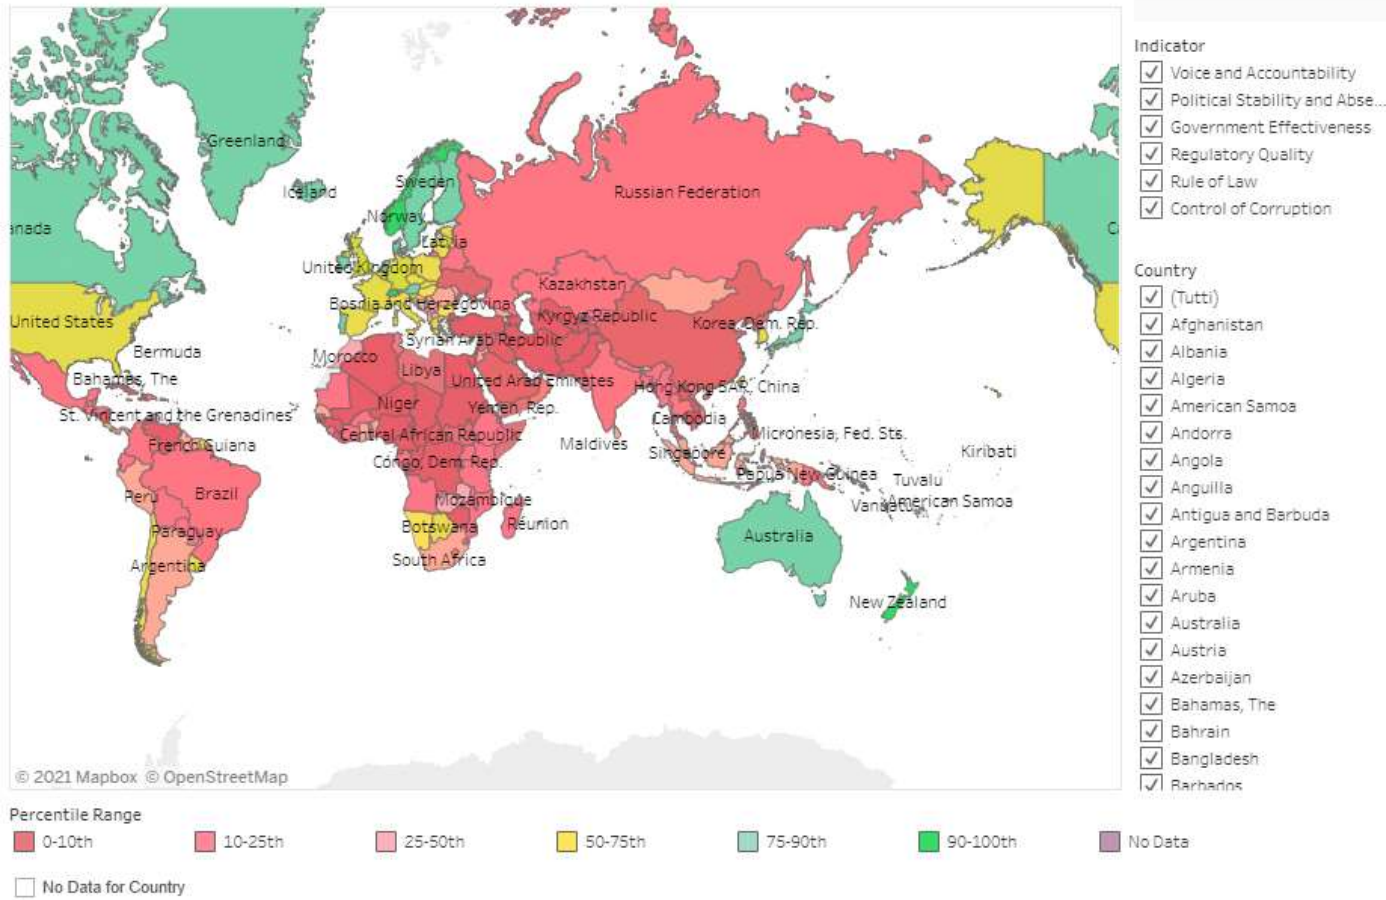 Greenland
Iceland
Sweden
Russian Federation
anada
Norway
Latvia
C
United Kingdom
Kazakhstan
Bosnia and Herzegovina
United States
Kyrgyz Republic
Korea, Dem. Rep.
Syrian Arab Republic
Bermuda
Morocco
Libya
Bahamas, The
United Arab Emirates
Hong Kong SAR, China
Niger
Yemen, Rep.
St. Vincent and the Grenadines
Cambodia
Central African Republic
Micronesia, Fed. Sts.
French Guiana
Maldives
Singapore
Kiribati
Congo, Dem. Rep.
Papua New Guinea
Tuvalu
Peru
Brazil
Mozambique
Vanuatu
American Samoa
Botswana
Réunion
Paraguay
Australia
South Africa
Argentina
New Zealand
© 2021 Mapbox © OpenStreetMap
Indicator
Voice and Accountability
Political Stability and Abse...
Government Effectiveness
Regulatory Quality
Rule of Law
Control of Corruption
Country
(Tutti)
Afghanistan
Albania
Algeria
American Samoa
Andorra
Angola
Anguilla
Antigua and Barbuda
Argentina
Armenia
Aruba
Australia
Austria
Azerbaijan
Bahamas, The
Bahrain
Bangladesh
Barbados
Percentile Range
0-10th 10-25th 25-50th 50-75th 75-90th 90-100th No Data
No Data for Country